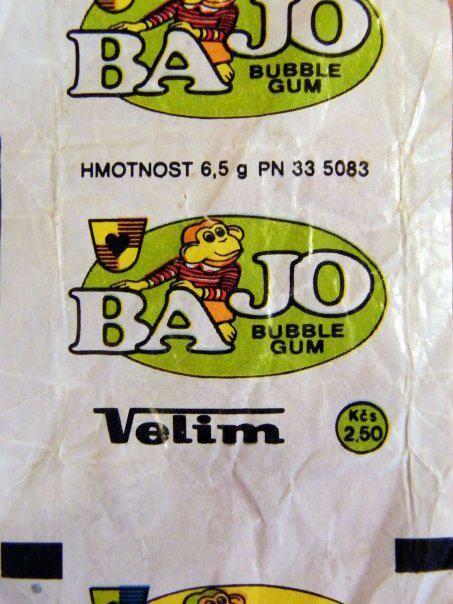 BAJO
BUBBLE
GUM
HMOTNOST 6,5 g PN 33 5083
BAJO
BUBBLE
GUM
Velim
Kčs
2,50